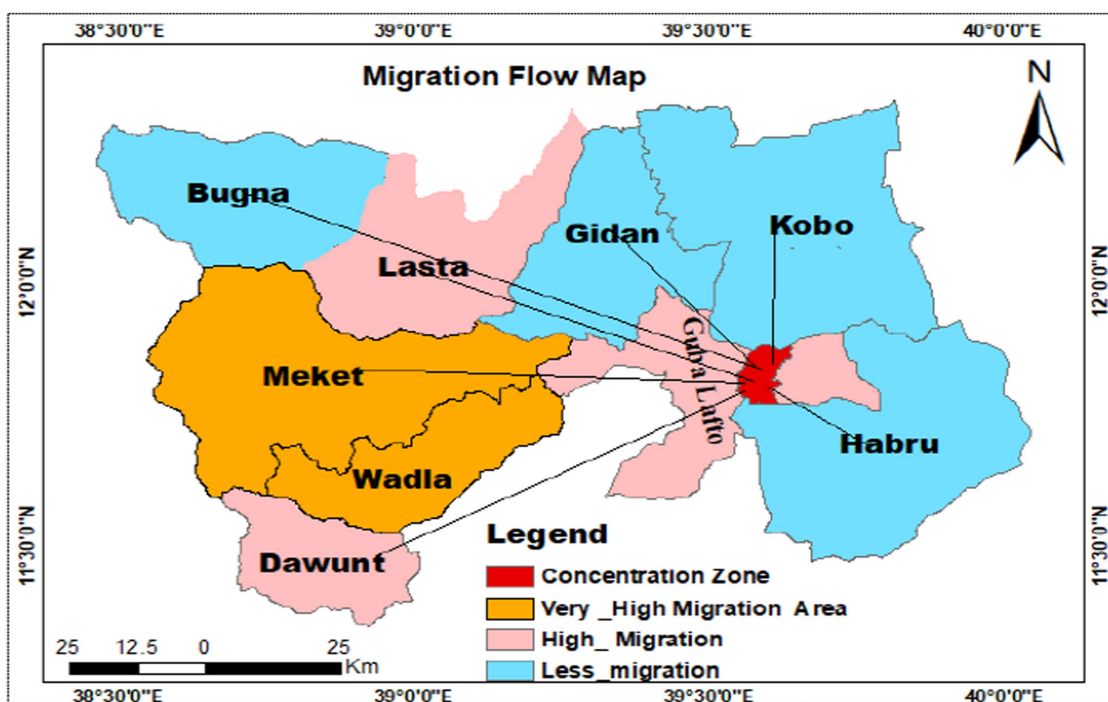 38°30'0"E 39°0'0"E 39°30'0"E 40°0'0"E
Migration Flow Map
N
Bugna
Gidan
Kobo
Lasta
12°0'0"N
12°0'0"N
Guba Lafto
Meket
Habru
Wadla
11°30'0"N
11°30'0"N
Dawunt
Legend
Concentration Zone
Very _High Migration Area
High_ Migration
Less_migration
25 12.5 0 25
Km
38°30'0"E 39°0'0"E 39°30'0"E 40°0'0"E